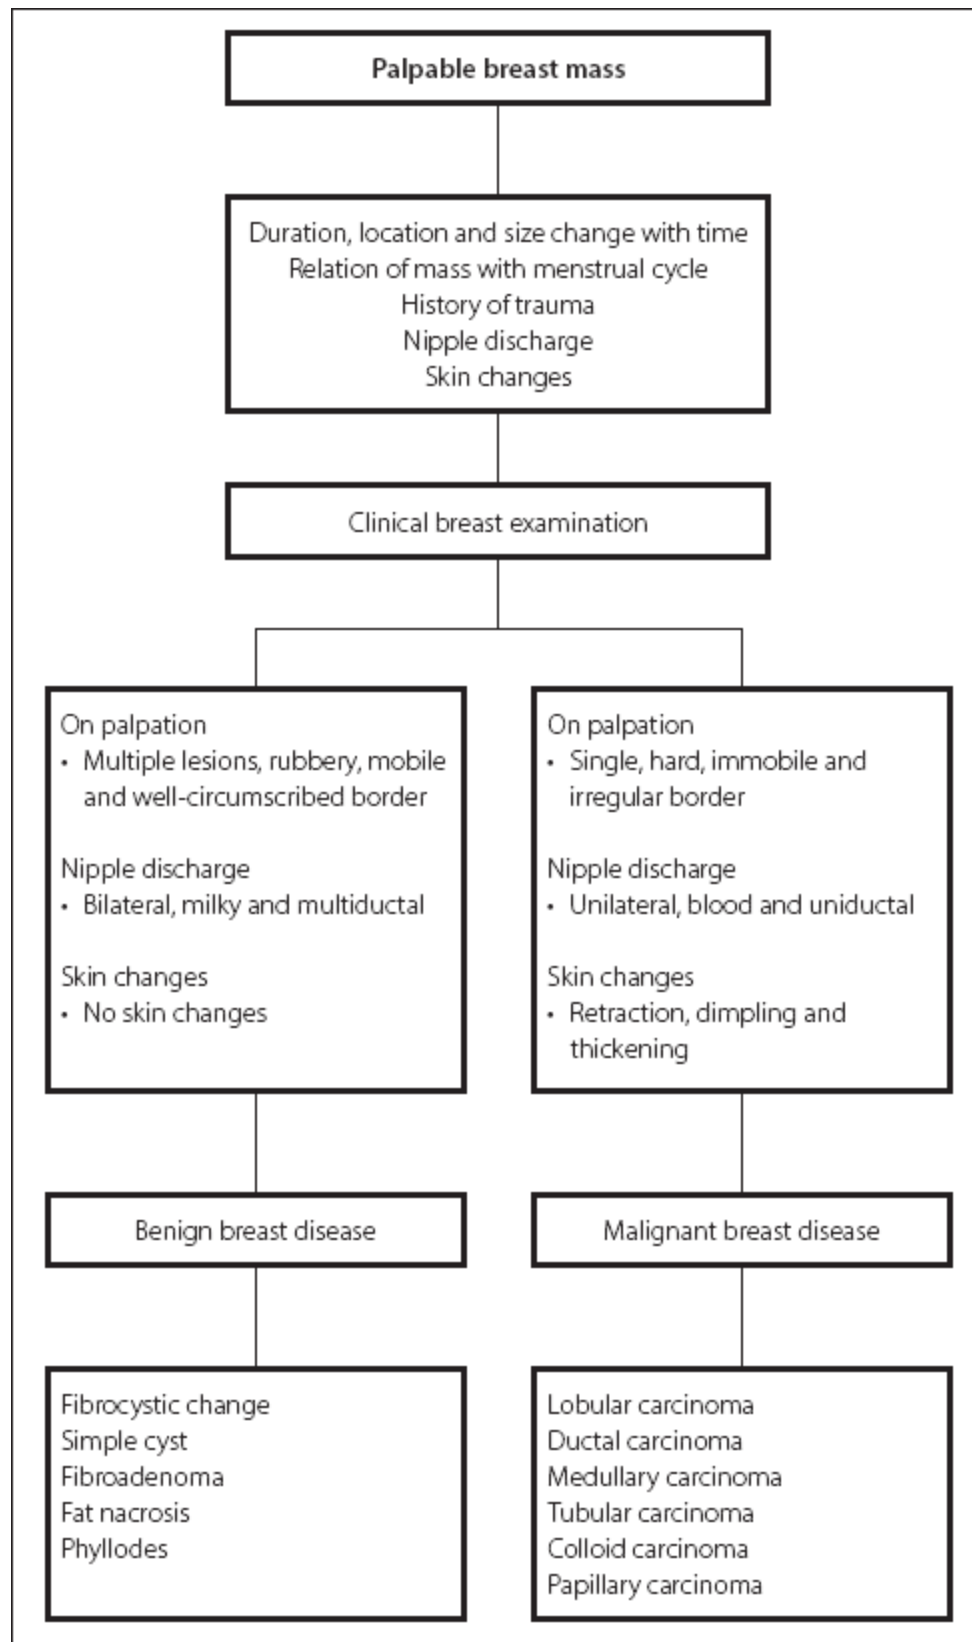 Palpable breast mass
Duration, location and size change with time
Relation of mass with menstrual cycle
History of trauma
Nipple discharge
Skin changes
Clinical breast examination
On palpation
• Multiple lesions, rubbery, mobile
and well-circumscribed border
Nipple discharge
• Bilateral, milky and multiductal
Skin changes
• No skin changes
On palpation
• Single, hard, immobile and
irregular border
Nipple discharge
• Unilateral, blood and uniductal
Skin changes
• Retraction, dimpling and
thickening
Benign breast disease
Malignant breast disease
Fibrocystic change
Simple cyst
Fibroadenoma
Fat nacrosis
Phyllodes
Lobular carcinoma
Ductal carcinoma
Medullary carcinoma
Tubular carcinoma
Colloid carcinoma
Papillary carcinoma